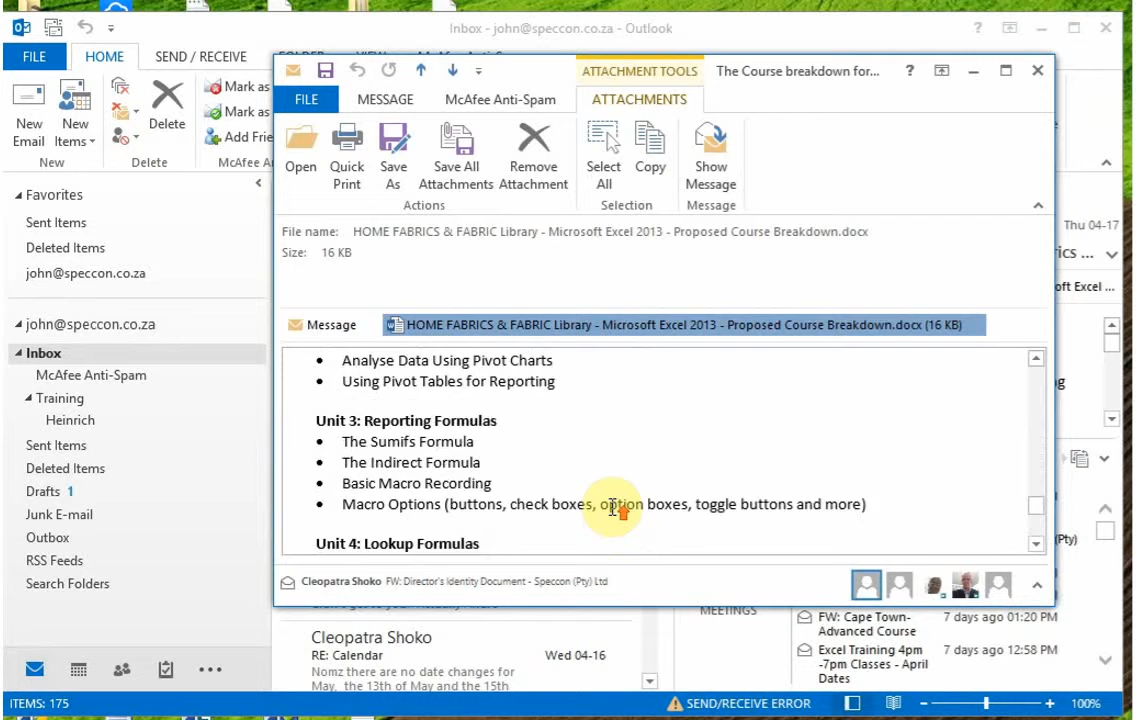 Inbox - john@speccon.co.za - Outlook
FILE
HOME
SEND / RECEIVE
New Email
New Items
Delete
Mark as
Mark as
Add Frie
New
Delete
McAfee An
Favorites
Sent Items
Deleted Items
john@speccon.co.za
john@speccon.co.za
Inbox
McAfee Anti-Spam
Training
Heinrich
Sent Items
Deleted Items
Drafts 1
Junk E-mail
Outbox
RSS Feeds
Search Folders
ATTACHMENT TOOLS
The Course breakdown for...
FILE
MESSAGE
McAfee Anti-Spam
ATTACHMENTS
Open
Quick Print
Save As
Save All Attachments
Remove Attachment
Select All
Copy
Show Message
Actions
Selection
Message
File name: HOME FABRICS & FABRIC Library - Microsoft Excel 2013 - Proposed Course Breakdown.docx
Size: 16 KB
Message
HOME FABRICS & FABRIC Library - Microsoft Excel 2013 - Proposed Course Breakdown.docx (16 KB)
• Analyse Data Using Pivot Charts
• Using Pivot Tables for Reporting
Unit 3: Reporting Formulas
• The Sumifs Formula
• The Indirect Formula
• Basic Macro Recording
• Macro Options (buttons, check boxes, option boxes, toggle buttons and more)
Unit 4: Lookup Formulas
Cleopatra Shoko FW: Director's Identity Document - Speccon (Pty) Ltd
Thu 04-17
rics ...
oft Excel ...
(Pty)
Cleopatra Shoko
RE: Calendar Wed 04-16
Nomz there are no date changes for
May, the 13th of May and the 15th
MEETINGS
FW: Cape Town- 7 days ago 01:20 PM
Advanced Course
Excel Training 4pm 7 days ago 12:58 PM
-7pm Classes - April
Dates
ITEMS: 175
SEND/RECEIVE ERROR
100%